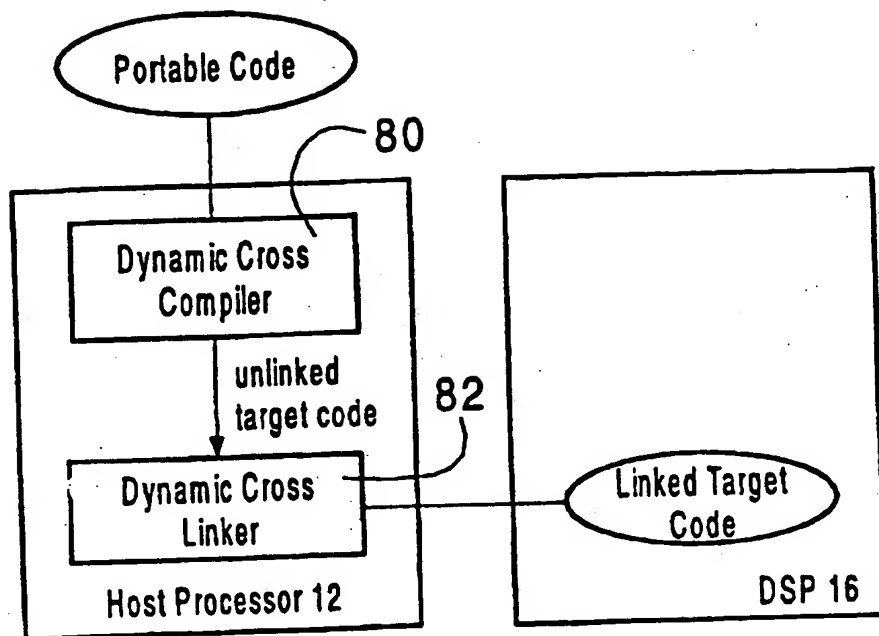 Portable Code
80
Dynamic Cross
Compiler
unlinked
target code
82
Dynamic Cross
Linker
Linked Target
Code
Host Processor 12
DSP 16